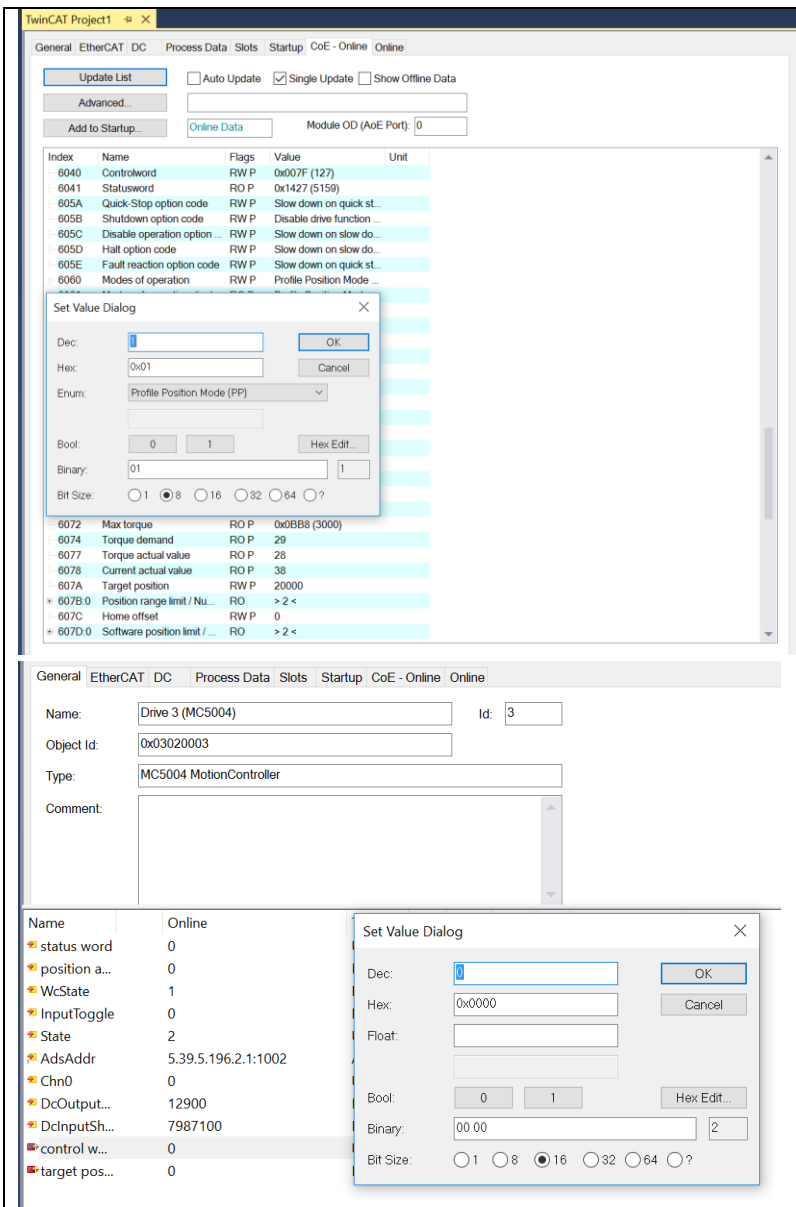 TwinCAT Project1
General EtherCAT DC Process Data Slots Startup CoE - Online Online
Update List Auto Update Single Update Show Offline Data
Advanced...
Add to Startup... Online Data Module OD (AoE Port): 0
Index Name Flags Value Unit
6040 Controlword RW P 0x007F (127)
6041 Statusword RO P 0x1427 (5159)
605A Quick-Stop option code RW P Slow down on quick st...
605B Shutdown option code RW P Disable drive function ...
605C Disable operation option ... RW P Slow down on slow do...
605D Halt option code RW P Slow down on slow do...
605E Fault reaction option code RW P Slow down on quick st...
6060 Modes of operation RW P Profile Position Mode ...
Set Value Dialog
Dec: 1 OK
Hex: 0x01 Cancel
Enum: Profile Position Mode (PP)
Bool: 0 1 Hex Edit...
Binary: 01 1
Bit Size: 1 8 16 32 64 ?
6072 Max torque RO P 0x0BB8 (3000)
6074 Torque demand RO P 29
6077 Torque actual value RO P 28
6078 Current actual value RO P 38
607A Target position RW P 20000
607B:0 Position range limit / Nu... RO > 2 <
607C Home offset RW P 0
607D:0 Software position limit / ... RO > 2 <
General EtherCAT DC Process Data Slots Startup CoE - Online Online
Name: Drive 3 (MC5004) Id: 3
Object Id: 0x03020003
Type: MC5004 MotionController
Comment:
Name Online
status word 0
position a... 0
WcState 1
InputToggle 0
State 2
AdsAddr 5.39.5.196.2.1:1002
Chn0 0
DcOutput... 12900
DcInputSh... 7987100
control w... 0
target pos... 0
Set Value Dialog
Dec: 0 OK
Hex: 0x0000 Cancel
Float:
Bool: 0 1 Hex Edit...
Binary: 00 00 2
Bit Size: 1 8 16 32 64 ?